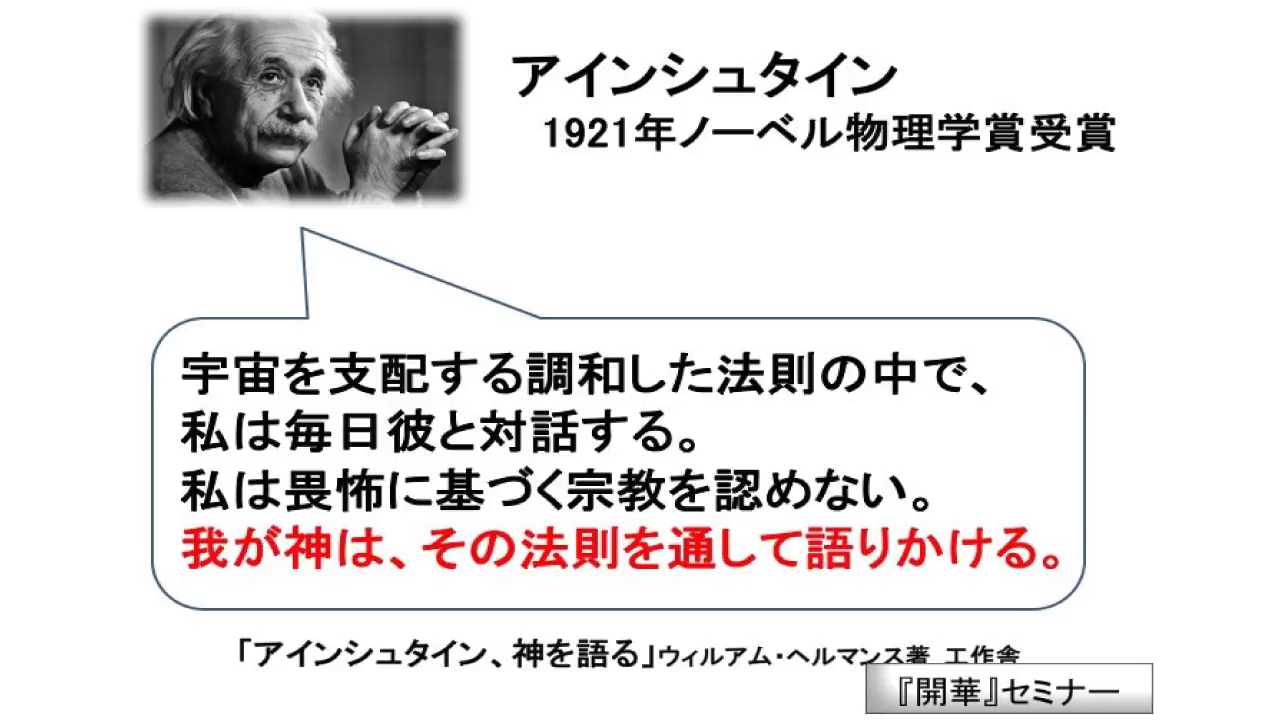 アインシュタイン
1921年ノーベル物理学賞受賞
宇宙を支配する調和した法則の中で、
私は毎日彼と対話する。
私は畏怖に基づく宗教を認めない。
我が神は、その法則を通して語りかける。
「アインシュタイン、神を語る」ウィルアム・ヘルマンス著 工作舎
『開華』セミナー